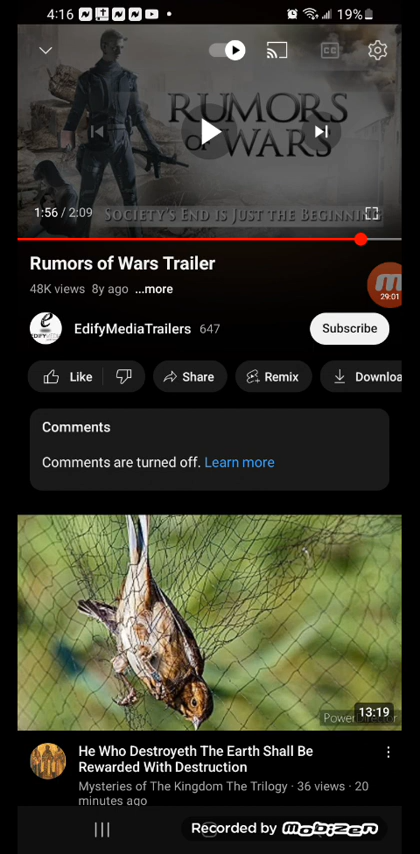 4:16
19%
CC
RUMORS
OF WARS
1:56 / 2:09
SOCIETY'S END IS JUST THE BEGINNING
Rumors of Wars Trailer
48K views 8y ago ...more
29:01
EdifyMediaTrailers 647
Subscribe
Like
Share
Remix
Downloa
Comments
Comments are turned off. Learn more
13:19
He Who Destroyeth The Earth Shall Be
Rewarded With Destruction
Mysteries of The Kingdom The Trilogy · 36 views · 20
minutes ago
Recorded by mobizen